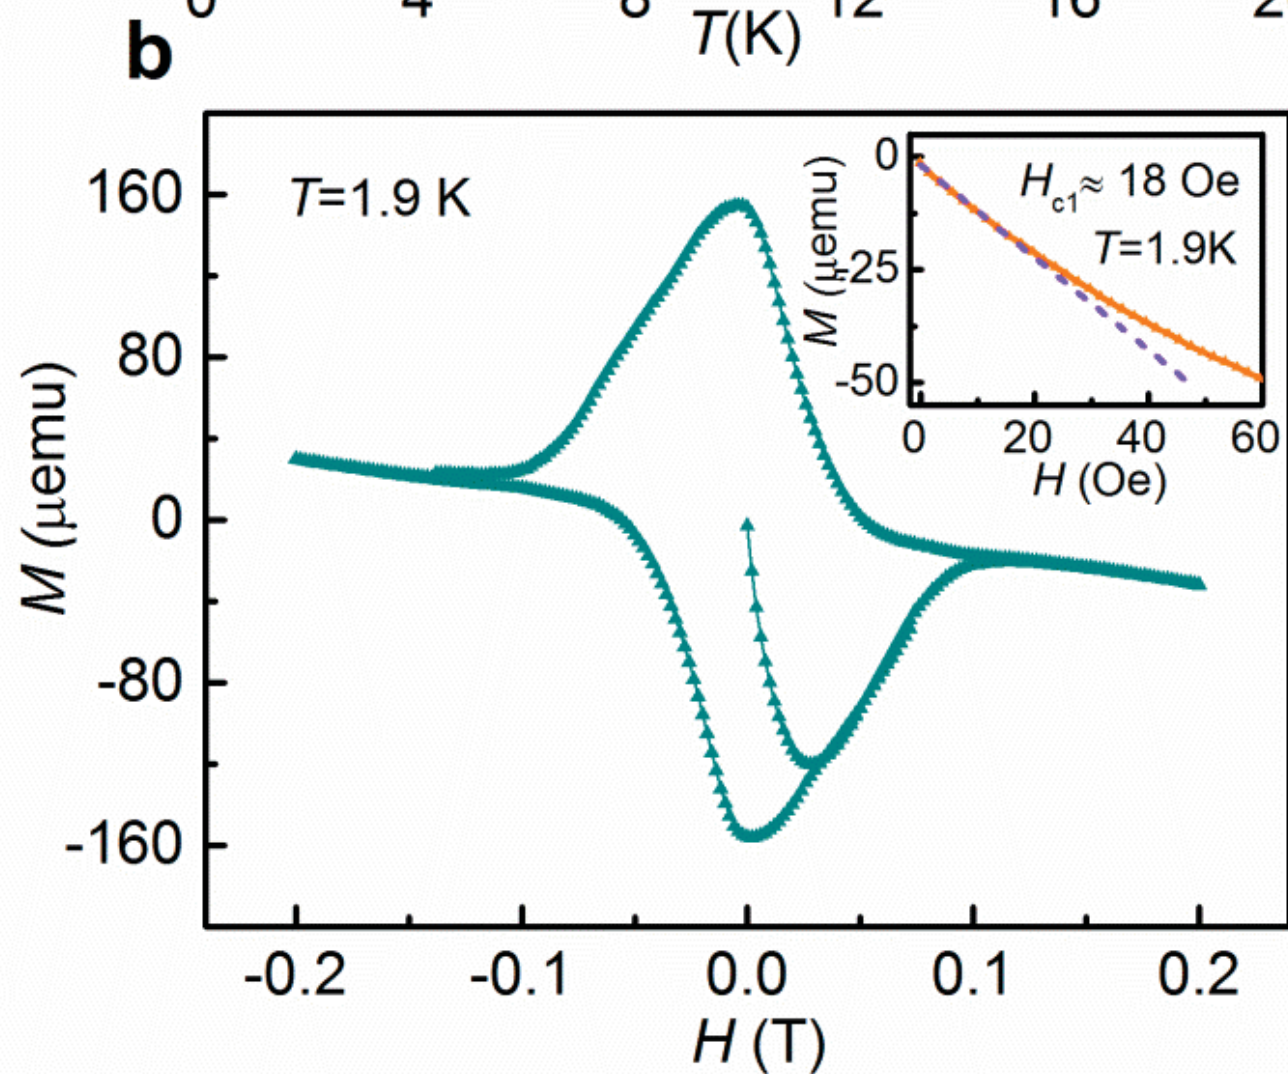 0 4 8 12 16 2
T(K)
b
160
80
0
-80
-160
M (μemu)
T=1.9 K
0
-25
-50
M (μemu)
Hc1≈ 18 Oe
T=1.9K
0 20 40 60
H (Oe)
-0.2 -0.1 0.0 0.1 0.2
H (T)